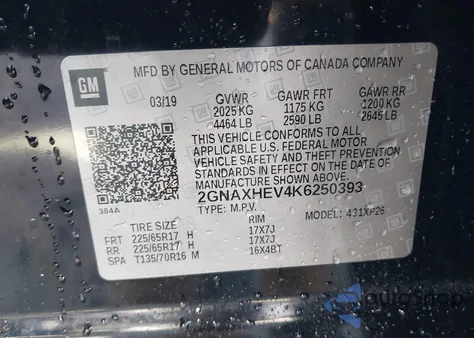 MFD BY GENERAL MOTORS OF CANADA COMPANY
GM
03/19 GVWR GAWR FRT GAWR RR
2025 KG 1175 KG 1200 KG
4464 LB 2590 LB 2645 LB
THIS VEHICLE CONFORMS TO ALL
APPLICABLE U.S. FEDERAL MOTOR
VEHICLE SAFETY AND THEFT PREVENTION
STANDARDS IN EFFECT ON THE DATE OF
MANUFACTURE SHOWN ABOVE.
2GNAXHEV4K6250393
384A
TYPE: M.P.V. MODEL: 431XP26
TIRE SIZE RIM
FRT 225/65R17 H 17X7J
RR 225/65R17 H 17X7J
SPA T135/70R16 M 16X4BT